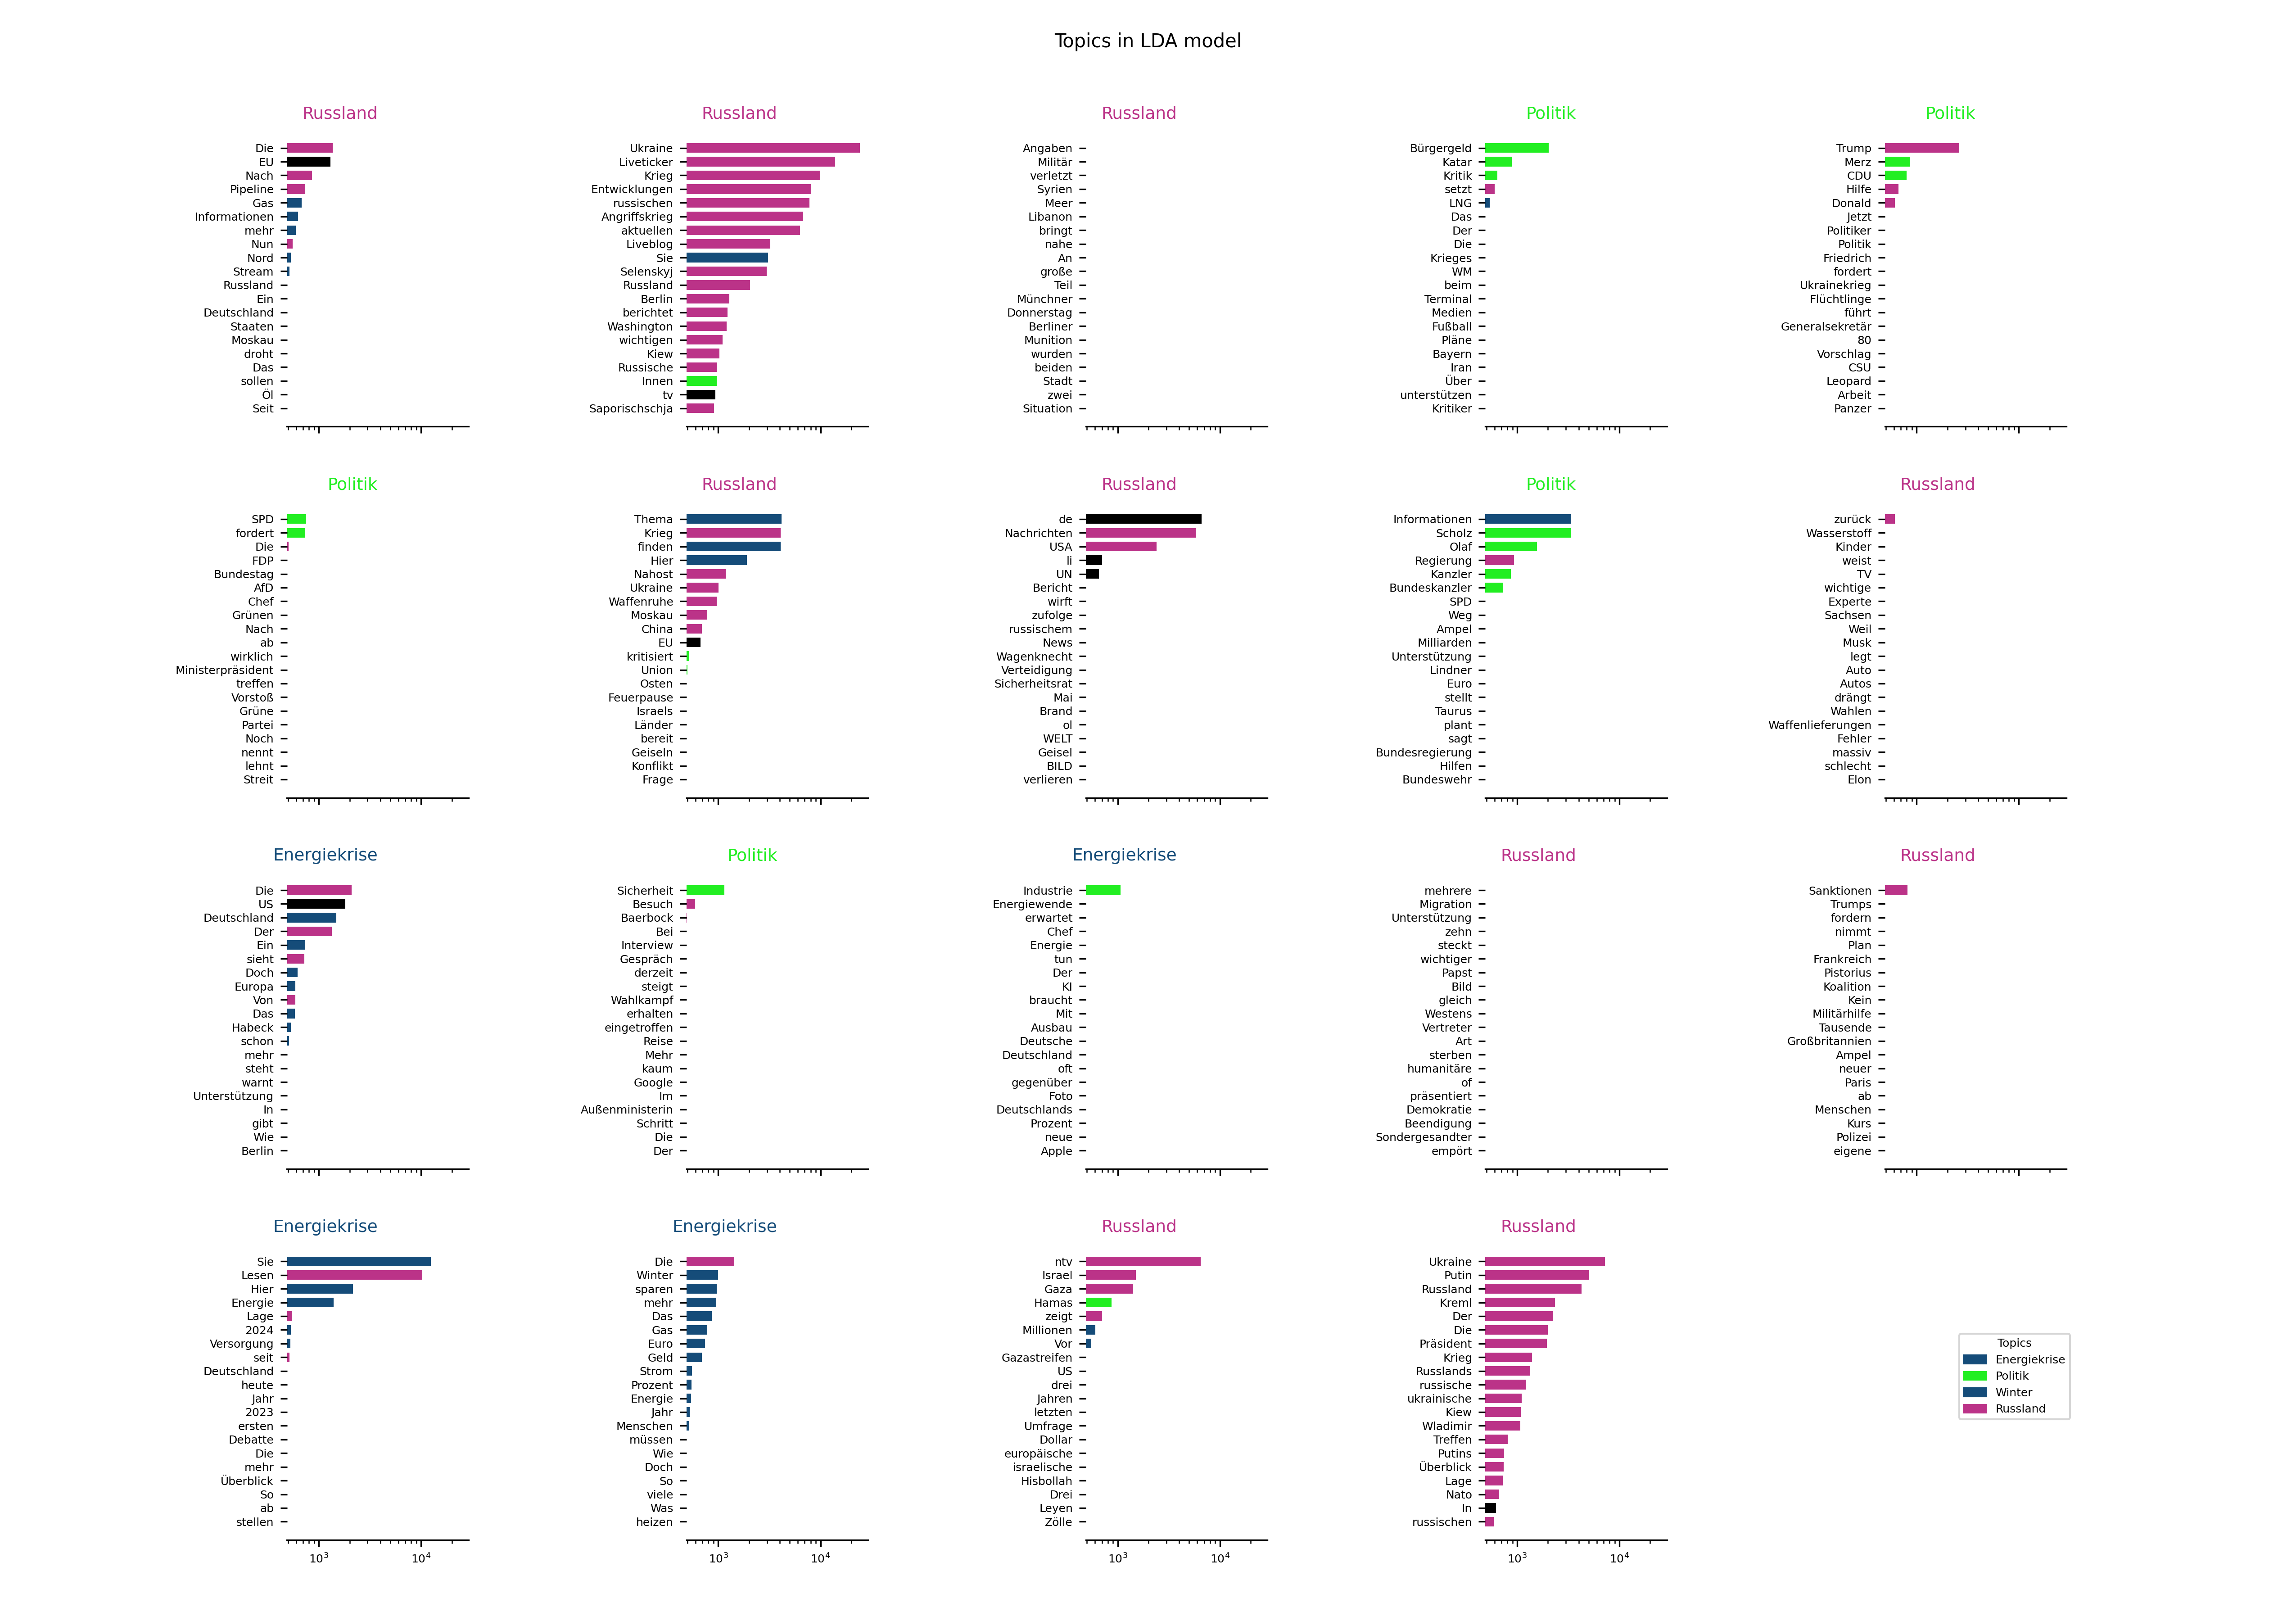 Topics in LDA model
Russland
Die
EU
Nach
Pipeline
Gas
Informationen
mehr
Nun
Nord
Stream
Russland
Ein
Deutschland
Staaten
Moskau
droht
Das
sollen
Öl
Seit
Russland
Ukraine
Liveticker
Krieg
Entwicklungen
russischen
Angriffskrieg
aktuellen
Liveblog
Sie
Selenskyj
Russland
Berlin
berichtet
Washington
wichtigen
Kiew
Russische
Innen
tv
Saporischschja
Russland
Angaben
Militär
verletzt
Syrien
Meer
Libanon
bringt
nahe
An
große
Teil
Münchner
Donnerstag
Berliner
Munition
wurden
beiden
Stadt
zwei
Situation
Politik
Bürgergeld
Katar
Kritik
setzt
LNG
Das
Der
Die
Krieges
WM
beim
Terminal
Medien
Fußball
Pläne
Bayern
Iran
Über
unterstützen
Kritiker
Politik
Trump
Merz
CDU
Hilfe
Donald
Jetzt
Politiker
Politik
Friedrich
fordert
Ukrainekrieg
Flüchtlinge
führt
Generalsekretär
80
Vorschlag
CSU
Leopard
Arbeit
Panzer
Politik
SPD
fordert
Die
FDP
Bundestag
AfD
Chef
Grünen
Nach
ab
wirklich
Ministerpräsident
treffen
Vorstoß
Grüne
Partei
Noch
nennt
lehnt
Streit
Russland
Thema
Krieg
finden
Hier
Nahost
Ukraine
Waffenruhe
Moskau
China
EU
kritisiert
Union
Osten
Feuerpause
Israels
Länder
bereit
Geiseln
Konflikt
Frage
Russland
de
Nachrichten
USA
li
UN
Bericht
wirft
zufolge
russischem
News
Wagenknecht
Verteidigung
Sicherheitsrat
Mai
Brand
ol
WELT
Geisel
BILD
verlieren
Politik
Informationen
Scholz
Olaf
Regierung
Kanzler
Bundeskanzler
SPD
Weg
Ampel
Milliarden
Unterstützung
Lindner
Euro
stellt
Taurus
plant
sagt
Bundesregierung
Hilfen
Bundeswehr
Russland
zurück
Wasserstoff
Kinder
weist
TV
wichtige
Experte
Sachsen
Weil
Musk
legt
Auto
Autos
drängt
Wahlen
Waffenlieferungen
Fehler
massiv
schlecht
Elon
Energiekrise
Die
US
Deutschland
Der
Ein
sieht
Doch
Europa
Von
Das
Habeck
schon
mehr
steht
warnt
Unterstützung
In
gibt
Wie
Berlin
Politik
Sicherheit
Besuch
Baerbock
Bei
Interview
Gespräch
derzeit
steigt
Wahlkampf
erhalten
eingetroffen
Reise
Mehr
kaum
Google
Im
Außenministerin
Schritt
Die
Der
Energiekrise
Industrie
Energiewende
erwartet
Chef
Energie
tun
Der
KI
braucht
Mit
Ausbau
Deutsche
Deutschland
oft
gegenüber
Foto
Deutschlands
Prozent
neue
Apple
Russland
mehrere
Migration
Unterstützung
zehn
steckt
wichtiger
Papst
Bild
gleich
Westens
Vertreter
Art
sterben
humanitäre
of
präsentiert
Demokratie
Beendigung
Sondergesandter
empört
Russland
Sanktionen
Trumps
fordern
nimmt
Plan
Frankreich
Pistorius
Koalition
Kein
Militärhilfe
Tausende
Großbritannien
Ampel
neuer
Paris
ab
Menschen
Kurs
Polizei
eigene
Energiekrise
Sie
Lesen
Hier
Energie
Lage
2024
Versorgung
seit
Deutschland
heute
Jahr
2023
ersten
Debatte
Die
mehr
Überblick
So
ab
stellen
10³ 10⁴
Energiekrise
Die
Winter
sparen
mehr
Das
Gas
Euro
Geld
Strom
Prozent
Energie
Jahr
Menschen
müssen
Wie
Doch
So
viele
Was
heizen
10³ 10⁴
Russland
ntv
Israel
Gaza
Hamas
zeigt
Millionen
Vor
Gazastreifen
US
drei
Jahren
letzten
Umfrage
Dollar
europäische
israelische
Hisbollah
Drei
Leyen
Zölle
10³ 10⁴
Russland
Ukraine
Putin
Russland
Kreml
Der
Die
Präsident
Krieg
Russlands
russische
ukrainische
Kiew
Wladimir
Treffen
Putins
Überblick
Lage
Nato
In
russischen
10³ 10⁴
Topics
Energiekrise
Politik
Winter
Russland